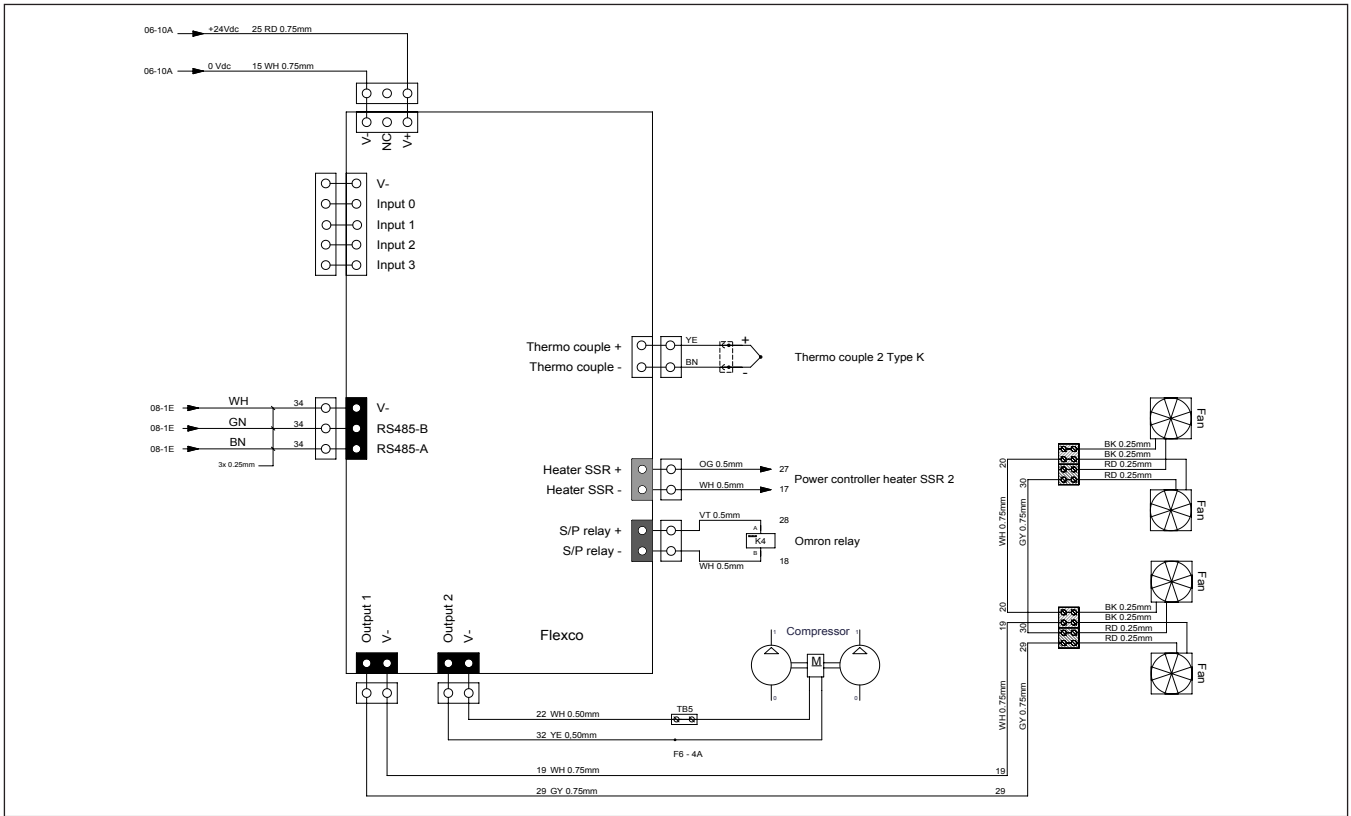 06-10A +24Vdc 25 RD 0.75mm
06-10A 0 Vdc 15 WH 0.75mm
V-
NC
V+
V-
Input 0
Input 1
Input 2
Input 3
Thermo couple +
Thermo couple -
YE
BN
+
-
Thermo couple 2 Type K
08-1E WH 34 V-
08-1E GN 34 RS485-B
08-1E BN 34 RS485-A
3x 0.25mm
Heater SSR +
Heater SSR -
OG 0.5mm 27
WH 0.5mm 17
Power controller heater SSR 2
S/P relay +
S/P relay -
VT 0.5mm 28
A
K4
B
WH 0.5mm 18
Omron relay
Output 1
V-
Output 2
V-
Flexco
Compressor
1
M
1
0
0
22 WH 0.50mm
TB5
32 YE 0,50mm
F6 - 4A
19 WH 0.75mm 19
29 GY 0.75mm 29
BK 0.25mm
BK 0.25mm
RD 0.25mm
RD 0.25mm
Fan
Fan
20
30
WH 0.75mm
GY 0.75mm
20
19
30
29
BK 0.25mm
BK 0.25mm
RD 0.25mm
RD 0.25mm
Fan
Fan
WH 0.75mm
GY 0.75mm